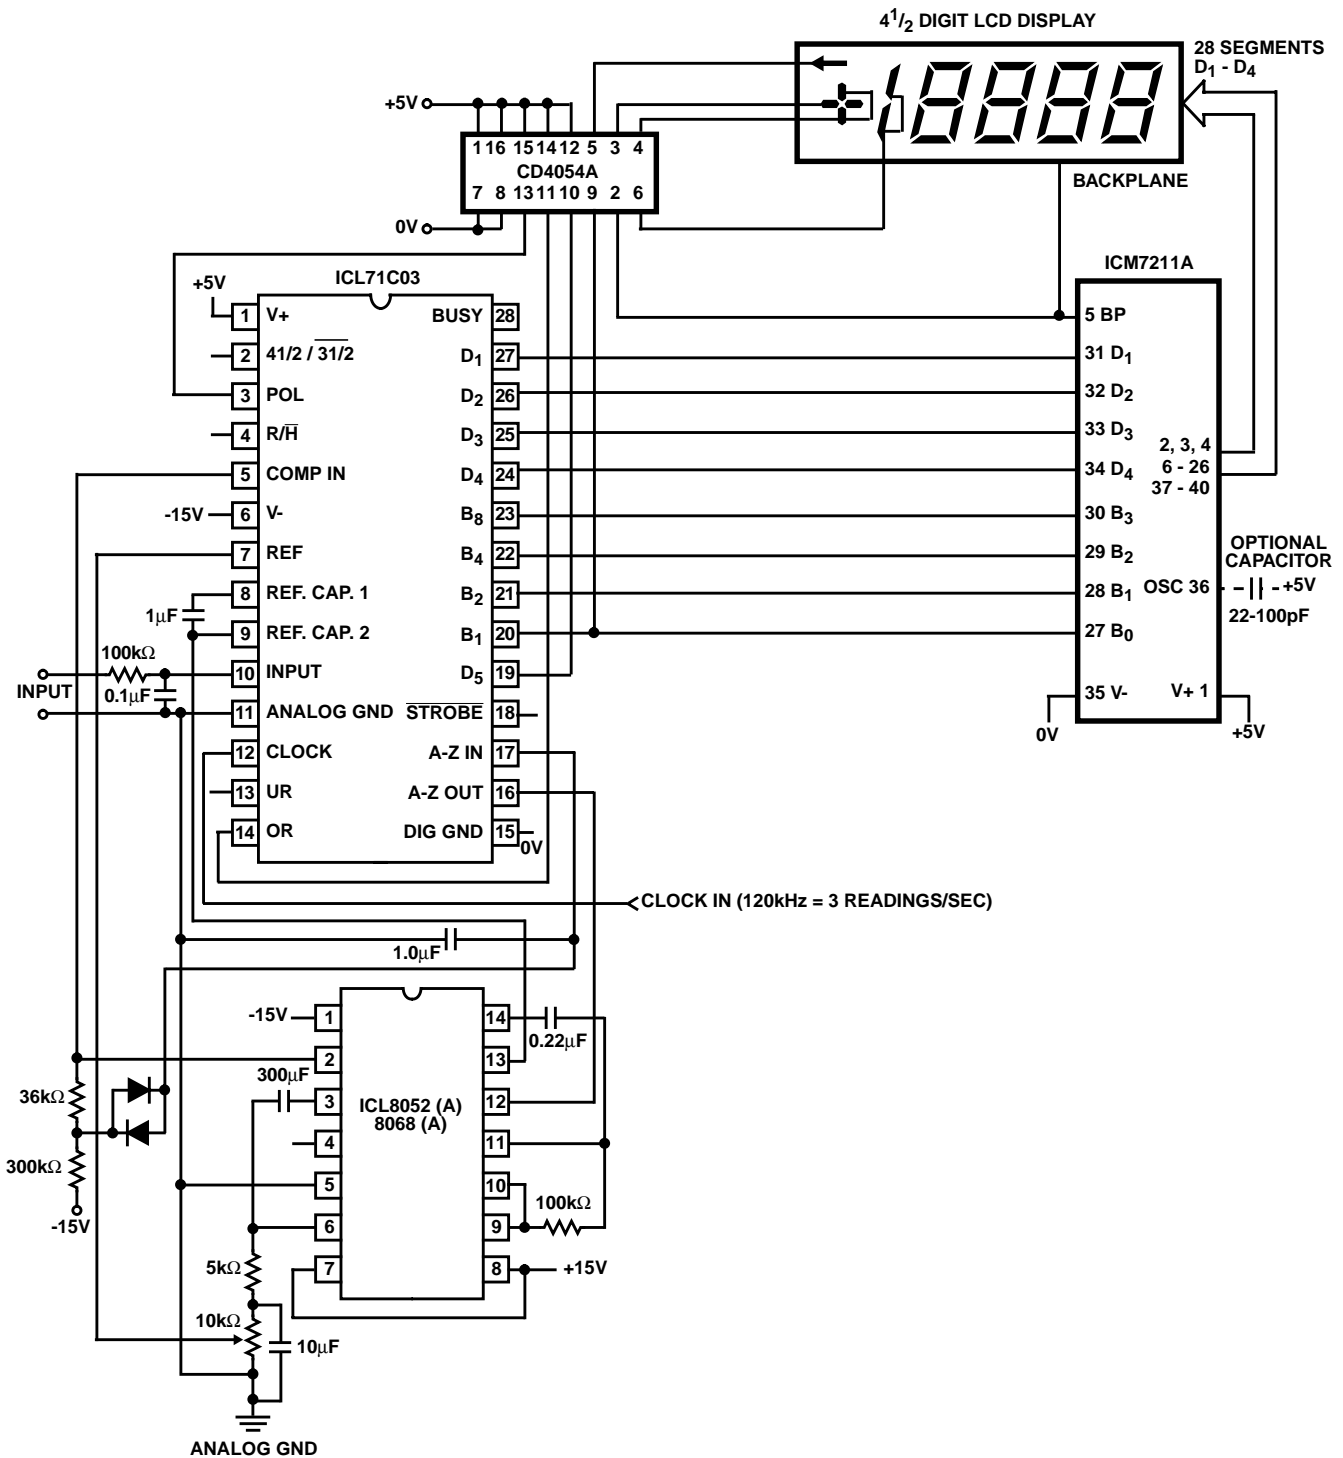 4 1/2 DIGIT LCD DISPLAY
28 SEGMENTS
D1 - D4
+5V
1 16 15 14 12 5 3 4
CD4054A
7 8 13 11 10 9 2 6
0V
BACKPLANE
ICL71C03
+5V
1 V+
2 41/2 / 31/2
3 POL
4 R/H
5 COMP IN
-15V
6 V-
7 REF
8 REF. CAP. 1
1µF
9 REF. CAP. 2
100kΩ
10 INPUT
INPUT
0.1µF
11 ANALOG GND
12 CLOCK
13 UR
14 OR
BUSY 28
D1 27
D2 26
D3 25
D4 24
B8 23
B4 22
B2 21
B1 20
D5 19
STROBE 18
A-Z IN 17
A-Z OUT 16
DIG GND 15
0V
ICM7211A
5 BP
31 D1
32 D2
33 D3
34 D4
30 B3
29 B2
28 B1
27 B0
35 V-
0V
2, 3, 4
6 - 26
37 - 40
OSC 36
OPTIONAL
CAPACITOR
+5V
22-100pF
V+ 1
+5V
CLOCK IN (120kHz = 3 READINGS/SEC)
1.0µF
-15V
1
2
300µF
3
4
5
6
7
ICL8052 (A)
8068 (A)
14
0.22µF
13
12
11
10
100kΩ
9
8
+15V
36kΩ
300kΩ
-15V
5kΩ
10kΩ
10µF
ANALOG GND